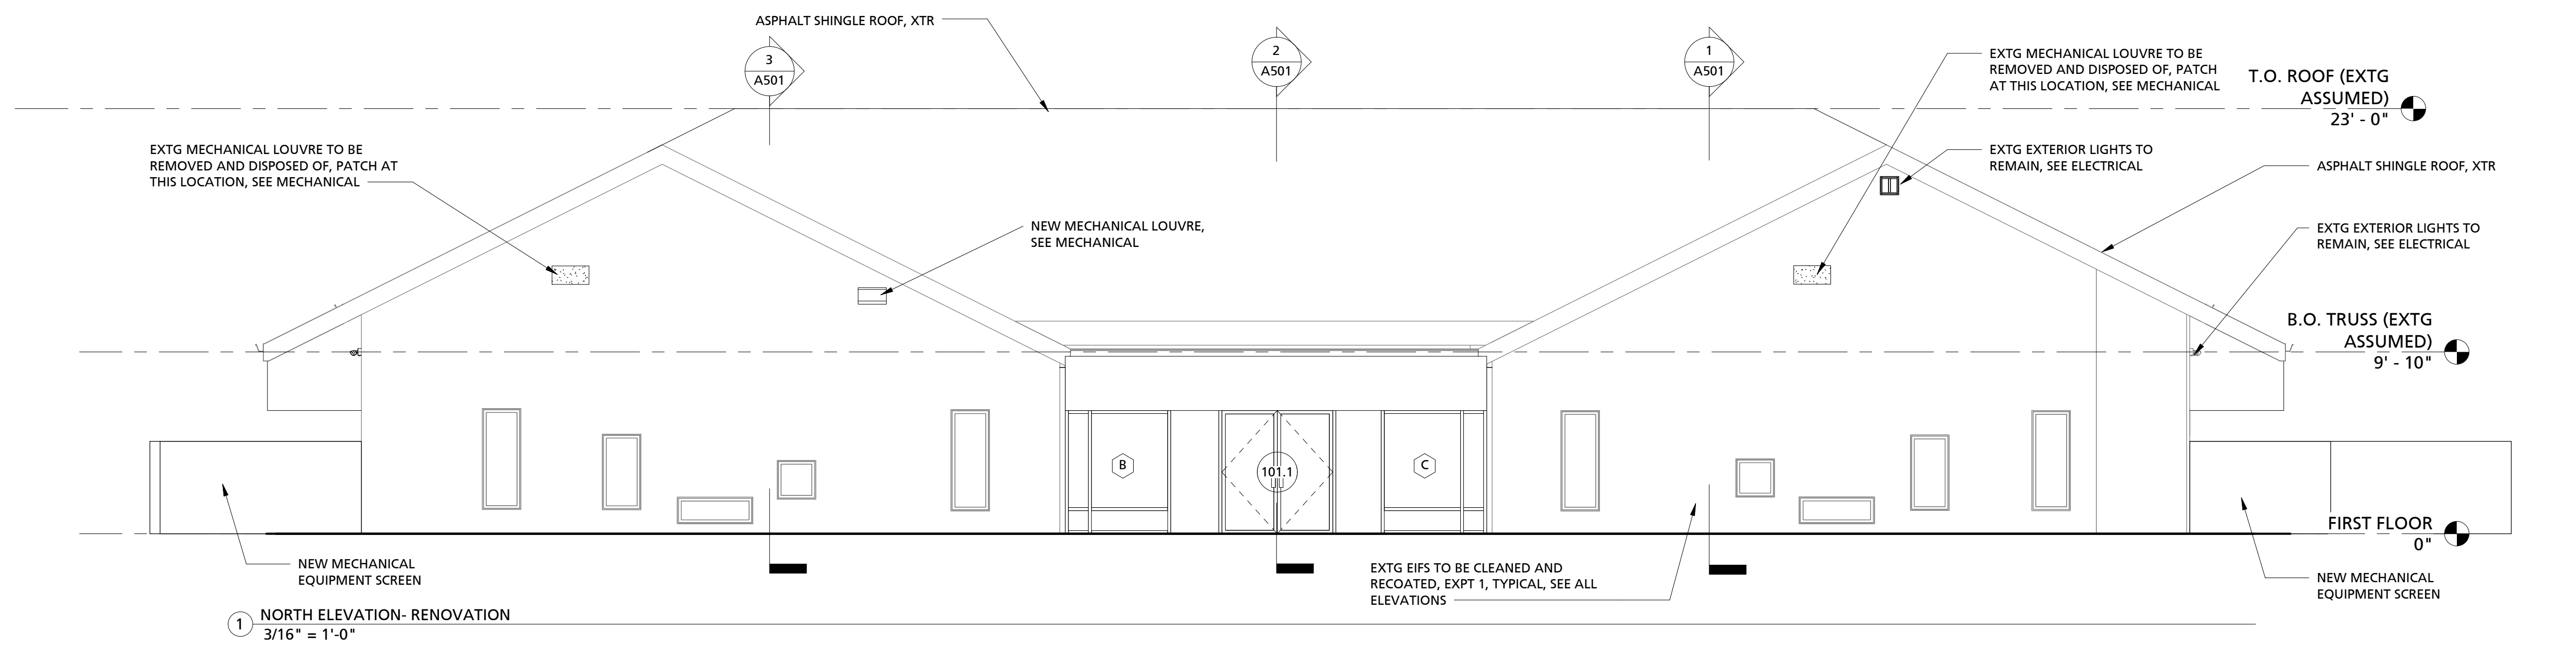 ASPHALT SHINGLE ROOF, XTR
3
A501
2
A501
1
A501
EXTG MECHANICAL LOUVRE TO BE
REMOVED AND DISPOSED OF, PATCH
AT THIS LOCATION, SEE MECHANICAL
T.O. ROOF (EXTG
ASSUMED)
23' - 0"
EXTG MECHANICAL LOUVRE TO BE
REMOVED AND DISPOSED OF, PATCH AT
THIS LOCATION, SEE MECHANICAL
EXTG EXTERIOR LIGHTS TO
REMAIN, SEE ELECTRICAL
ASPHALT SHINGLE ROOF, XTR
NEW MECHANICAL LOUVRE,
SEE MECHANICAL
EXTG EXTERIOR LIGHTS TO
REMAIN, SEE ELECTRICAL
B.O. TRUSS (EXTG
ASSUMED)
9' - 10"
B
101.1
C
FIRST FLOOR
0"
NEW MECHANICAL
EQUIPMENT SCREEN
EXTG EIFS TO BE CLEANED AND
RECOATED, EXPT 1, TYPICAL, SEE ALL
ELEVATIONS
NEW MECHANICAL
EQUIPMENT SCREEN
1
NORTH ELEVATION- RENOVATION
3/16" = 1'-0"